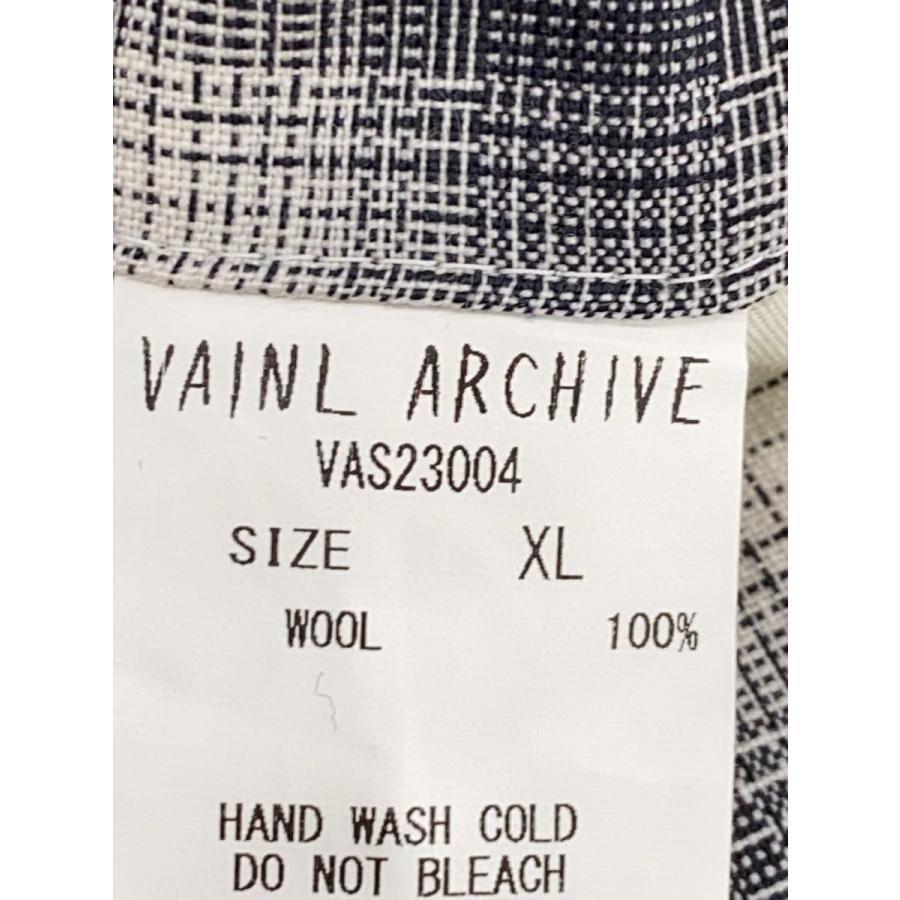 VAINL ARCHIVE
VAS23004
SIZE XL
WOOL 100%
HAND WASH COLD
DO NOT BLEACH